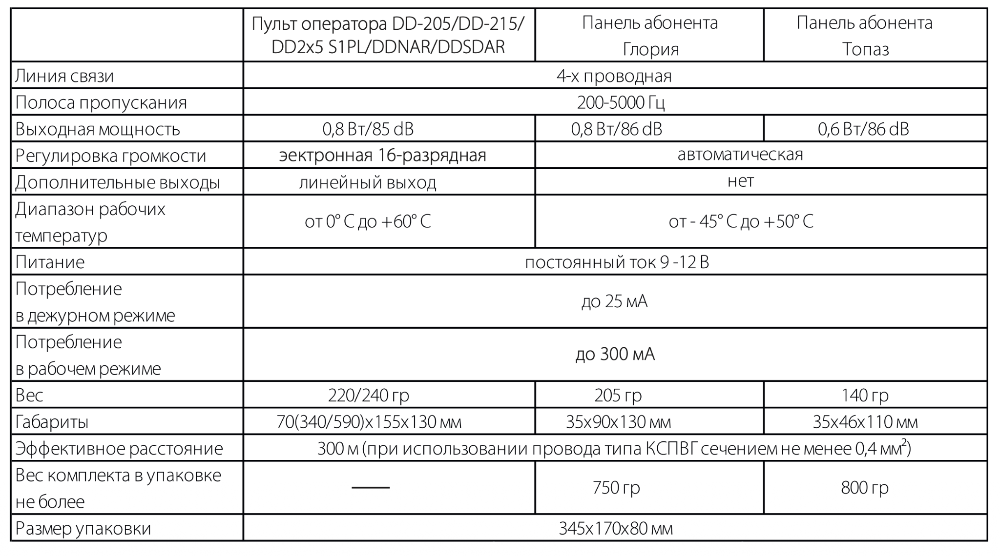 Пульт оператора DD-205/DD-215/
DD2x5 S1PL/DDNAR/DDSDAR
Панель абонента
Глория
Панель абонента
Топаз
Линия связи
4-х проводная
Полоса пропускания
200-5000 Гц
Выходная мощность
0,8 Вт/85 dB
0,8 Вт/86 dB
0,6 Вт/86 dB
Регулировка громкости
эектронная 16-разрядная
автоматическая
Дополнительные выходы
линейный выход
нет
Диапазон рабочих
температур
от 0° С до +60° С
от - 45° С до +50° С
Питание
постоянный ток 9 -12 В
Потребление
в дежурном режиме
до 25 мА
Потребление
в рабочем режиме
до 300 мА
Вес
220/240 гр
205 гр
140 гр
Габариты
70(340/590)х155х130 мм
35х90х130 мм
35х46х110 мм
Эффективное расстояние
300 м (при использовании провода типа КСПВГ сечением не менее 0,4 мм²)
Вес комплекта в упаковке
не более
——
750 гр
800 гр
Размер упаковки
345х170х80 мм